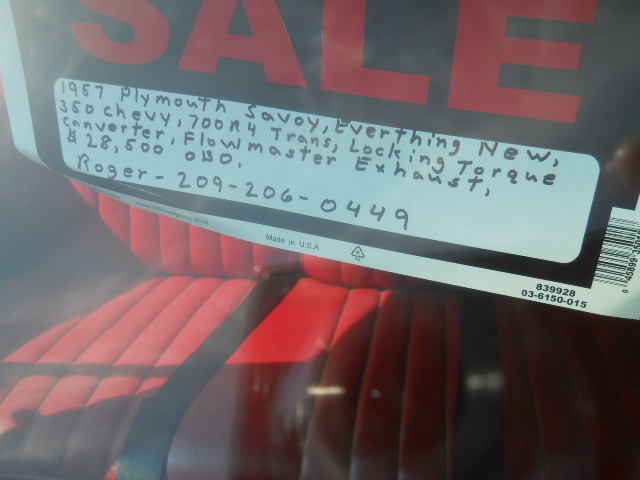 SALE
1957 Plymouth Savoy, Everthing New,
350 chevy, 700R4 Trans, Locking Torque
canverter, Flowmaster Exhaust,
$28,500 OBO.
Roger - 209-206-0449
Made in U.S.A
839928
03-6150-015